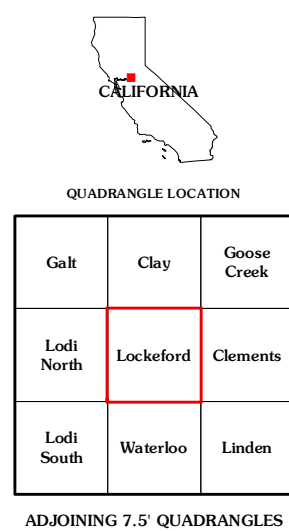 CALIFORNIA
QUADRANGLE LOCATION
Galt
Clay
Goose
Creek
Lodi
North
Lockeford
Clements
Lodi
South
Waterloo
Linden
ADJOINING 7.5' QUADRANGLES